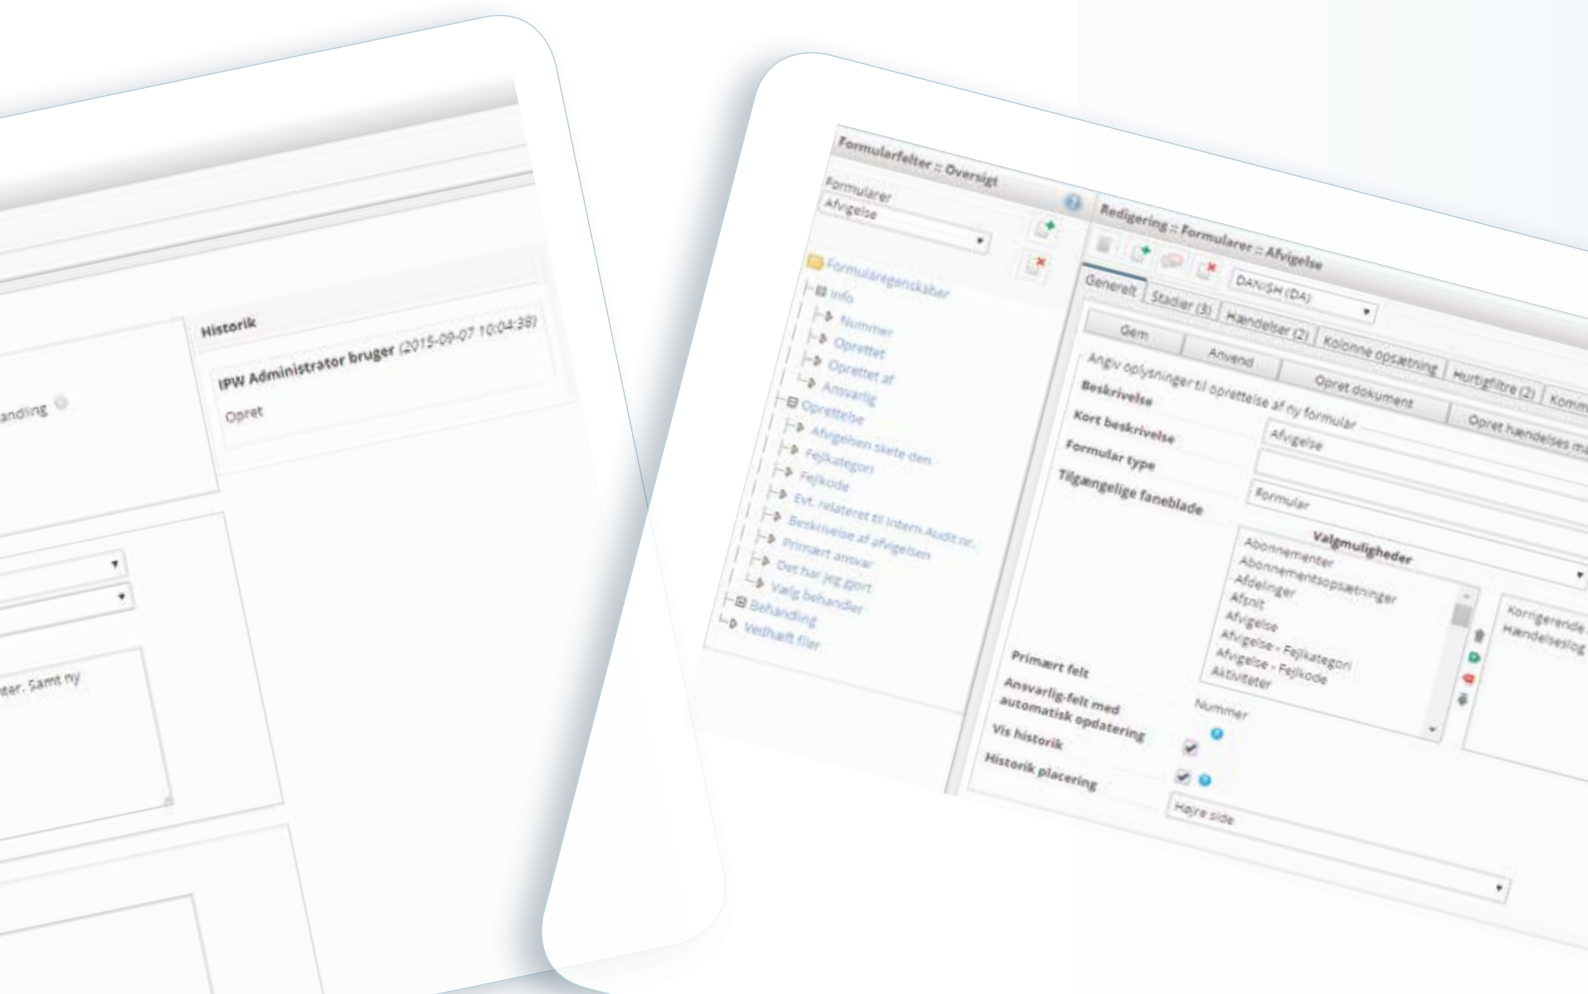 Historik
IPW Administrator bruger (2015-09-07 10:04:38)
Opret
andling
ter. Samt ny
Formularfelter :: Oversigt
Formularer
Afvigelse
Formularegenskaber
Info
Nummer
Oprettet
Oprettet af
Ansvarlig
Oprettelse
Afvigelsen skete den
Fejlkategori
Fejlkode
Evt. relateret til Intern Audit nr.
Beskrivelse af afvigelsen
Primært ansvar
Det har jeg gjort
Vælg behandler
Behandling
Vedhæft filer
Redigering :: Formularer :: Afvigelse
DANISH (DA)
Generelt Stadier (3) Hændelser (2) Kolonne opsætning Hurtigfiltre (2) Komm
Gem Anvend Opret dokument Opret hændelses må
Angiv oplysninger til oprettelse af ny formular
Beskrivelse Afvigelse
Kort beskrivelse
Formular type Formular
Tilgængelige faneblade
Valgmuligheder
Abonnementer
Abonnementsopsætninger
Afdelinger
Afsnit
Afvigelse
Afvigelse - Fejlkategori
Afvigelse - Fejlkode
Aktiviteter
Korrigerende
Hændelseslog
Primært felt Nummer
Ansvarlig-felt med
automatisk opdatering
Vis historik
Historik placering Højre side